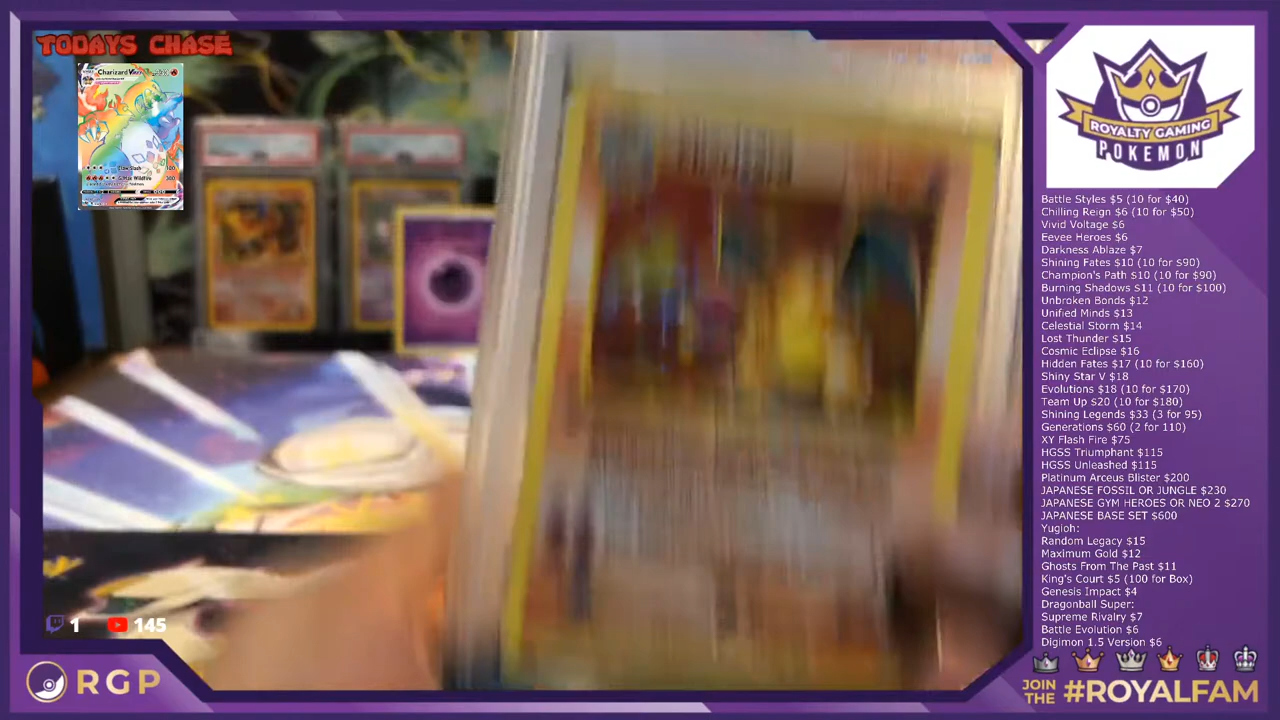 TODAYS CHASE
Charizard VMAX
Claw Slash 100
G-Max Wildfire 300
ROYALTY GAMING
POKEMON
Battle Styles $5 (10 for $40)
Chilling Reign $6 (10 for $50)
Vivid Voltage $6
Eevee Heroes $6
Darkness Ablaze $7
Shining Fates $10 (10 for $90)
Champion's Path $10 (10 for $90)
Burning Shadows $11 (10 for $100)
Unbroken Bonds $12
Unified Minds $13
Celestial Storm $14
Lost Thunder $15
Cosmic Eclipse $16
Hidden Fates $17 (10 for $160)
Shiny Star V $18
Evolutions $18 (10 for $170)
Team Up $20 (10 for $180)
Shining Legends $33 (3 for 95)
Generations $60 (2 for 110)
XY Flash Fire $75
HGSS Triumphant $115
HGSS Unleashed $115
Platinum Arceus Blister $200
JAPANESE FOSSIL OR JUNGLE $230
JAPANESE GYM HEROES OR NEO 2 $270
JAPANESE BASE SET $600
Yugioh:
Random Legacy $15
Maximum Gold $12
Ghosts From The Past $11
King's Court $5 (100 for Box)
Genesis Impact $4
Dragonball Super:
Supreme Rivalry $7
Battle Evolution $6
Digimon 1.5 Version $6
1 145
RGP
JOIN THE #ROYALFAM